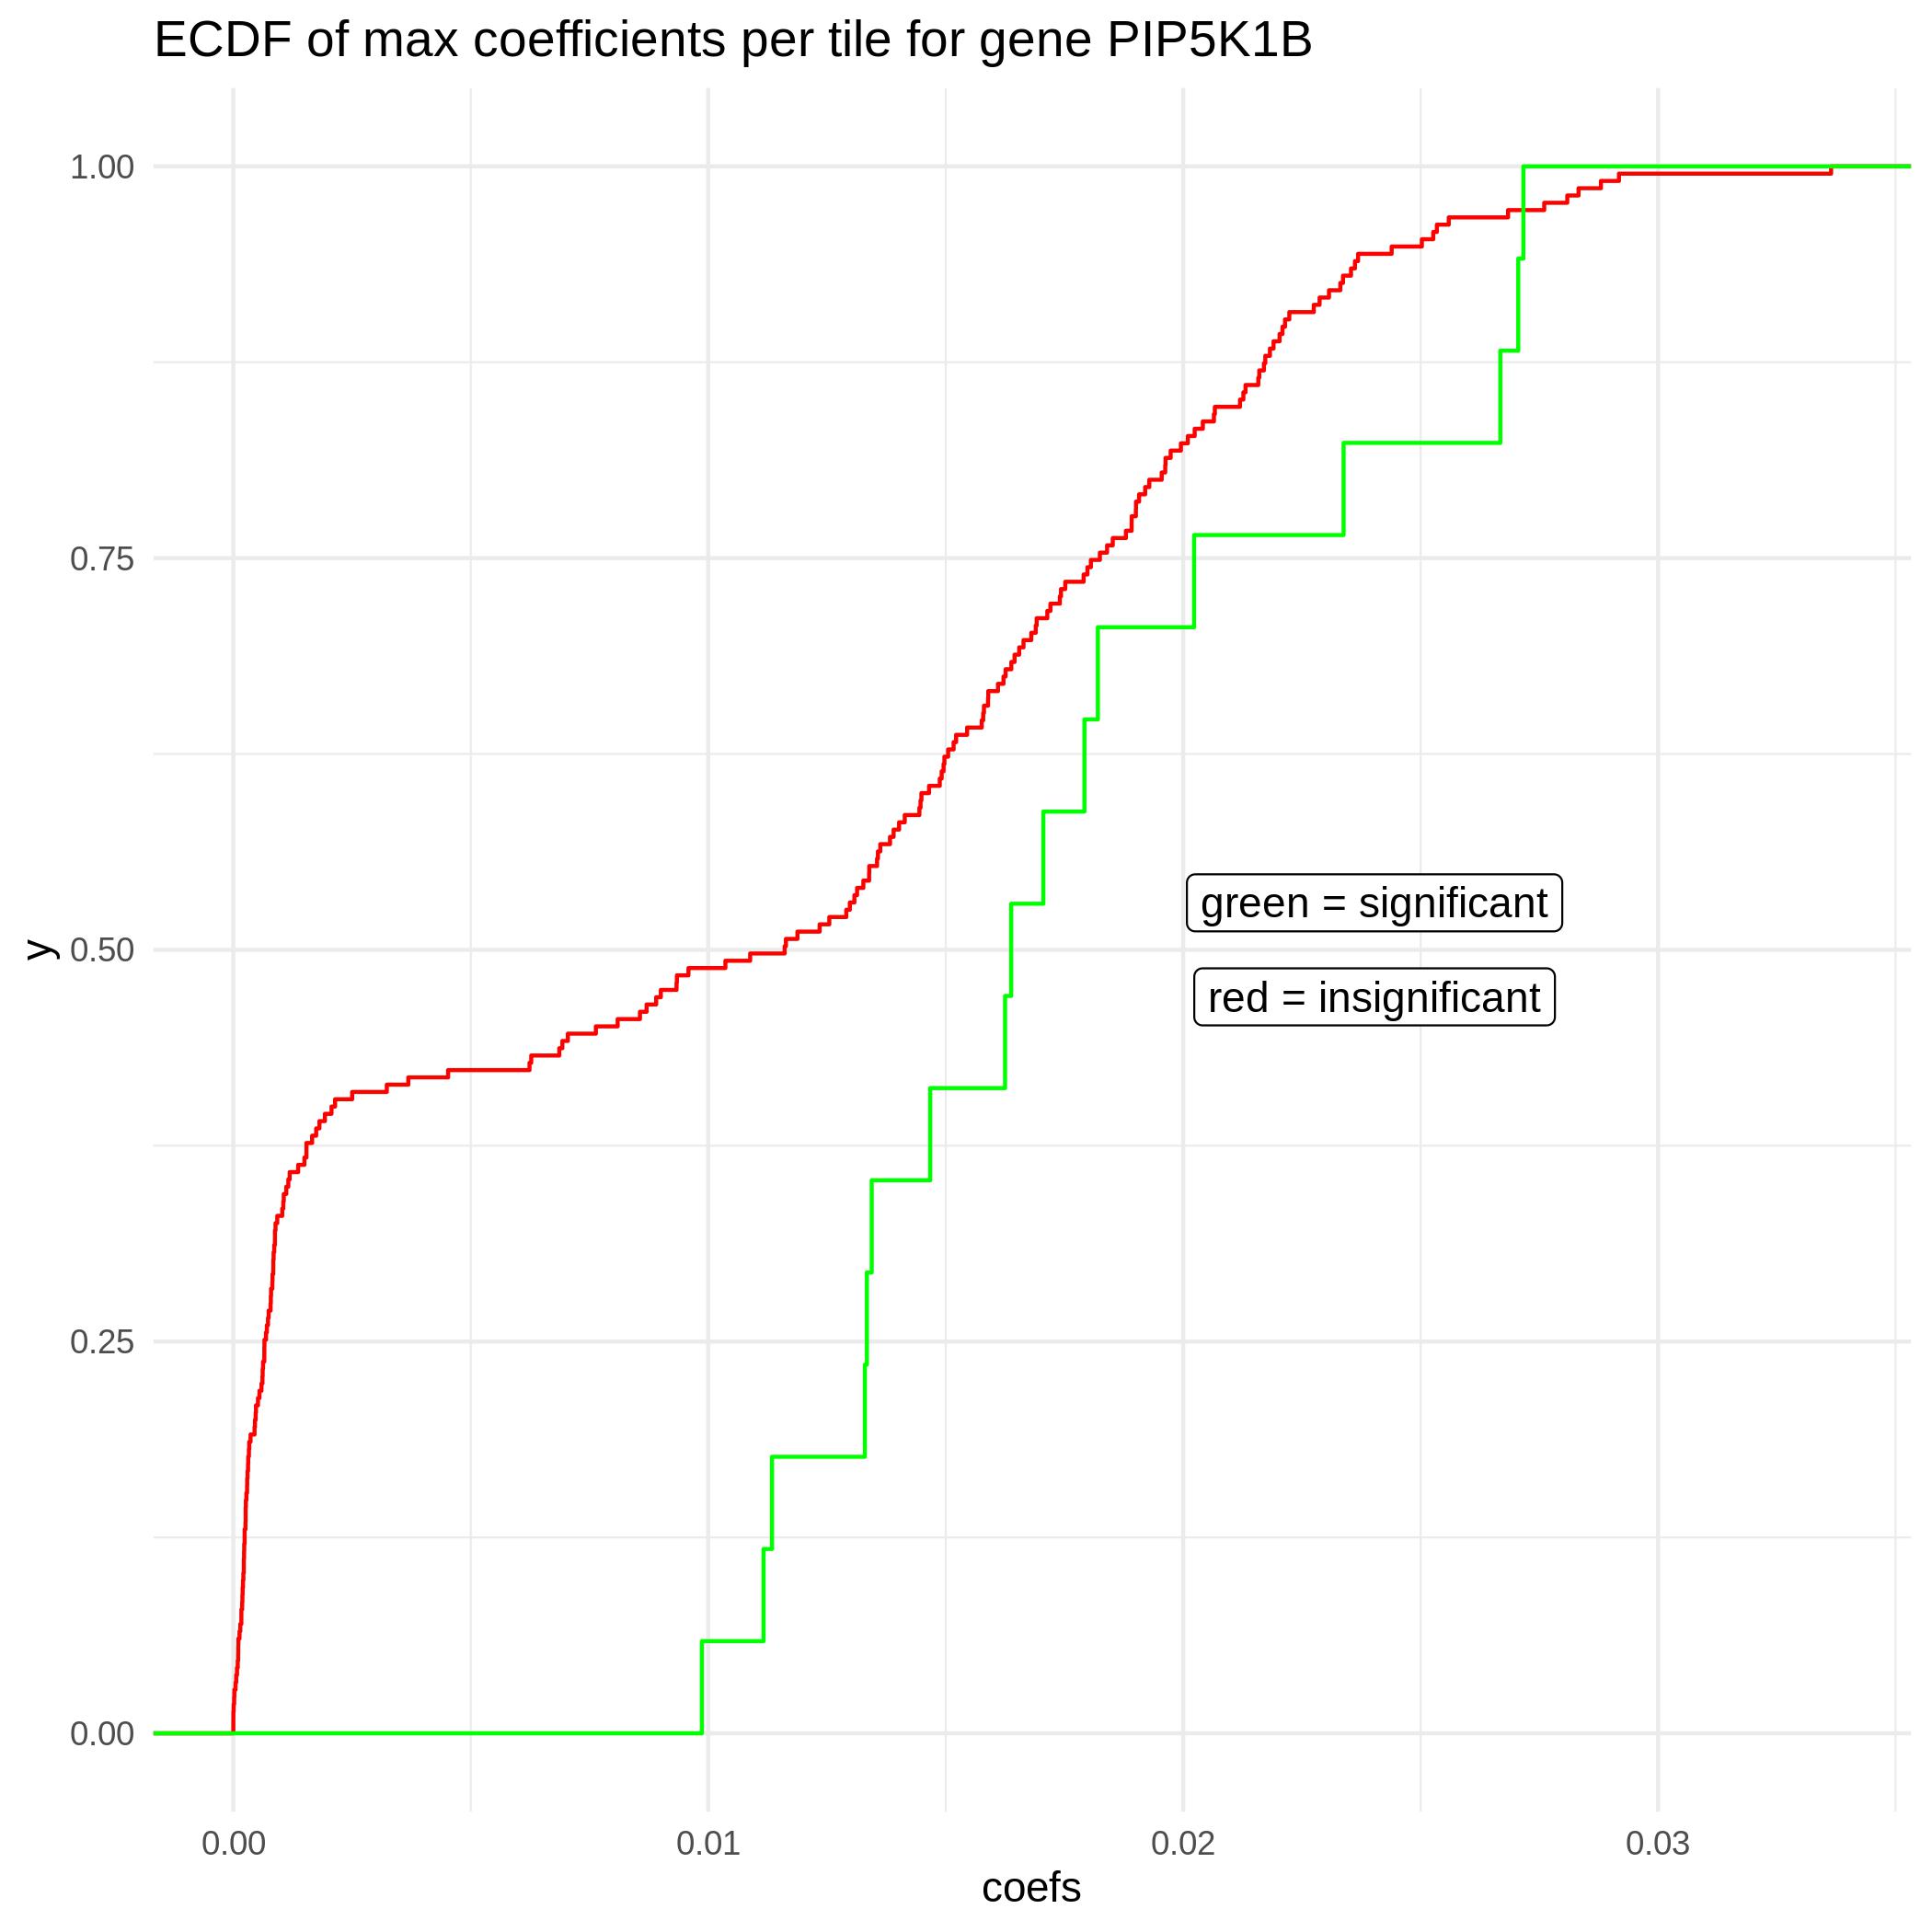 ECDF of max coefficients per tile for gene PIP5K1B
1.00
0.75
0.50
0.25
0.00
y
green = significant
red = insignificant
0.00 0.01 0.02 0.03
coefs